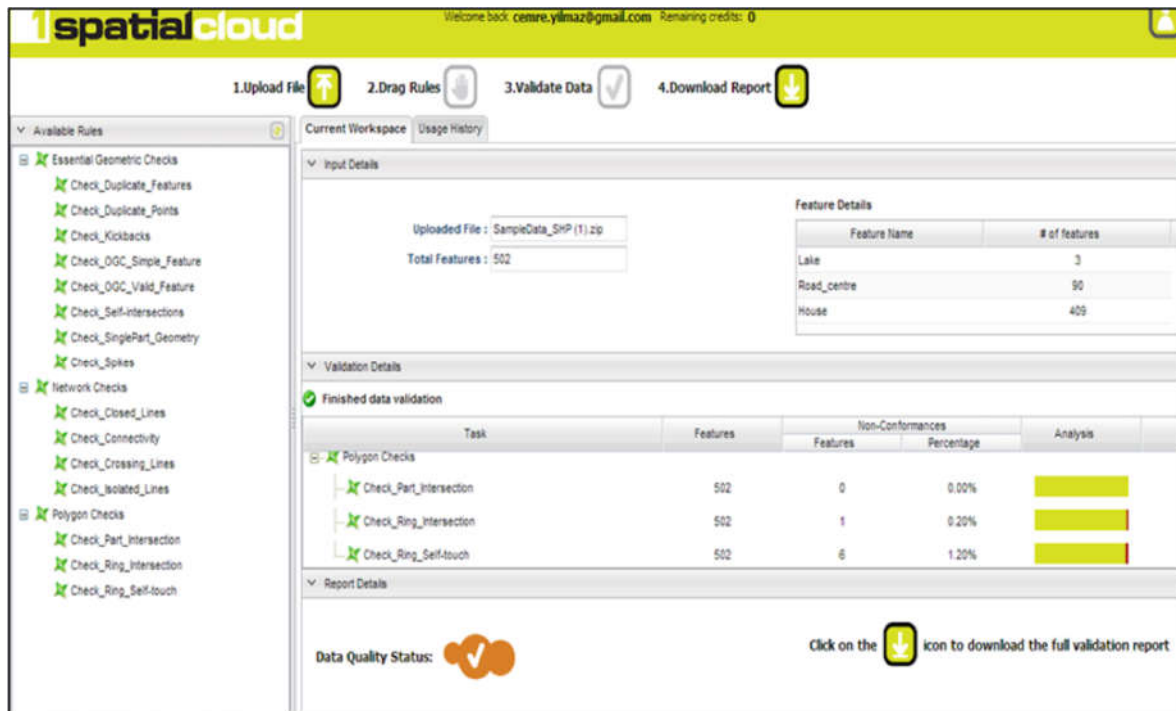 1spatialcloud
Welcome back cemre.yilmaz@gmail.com Remaining credits: 0
1.Upload File 2.Drag Rules 3.Validate Data 4.Download Report
Available Rules
Essential Geometric Checks
Check_Duplicate_Features
Check_Duplicate_Points
Check_Kickbacks
Check_OGC_Simple_Feature
Check_OGC_Valid_Feature
Check_Self-intersections
Check_SinglePart_Geometry
Check_Spikes
Network Checks
Check_Closed_Lines
Check_Connectivity
Check_Crossing_Lines
Check_Isolated_Lines
Polygon Checks
Check_Part_Intersection
Check_Ring_Intersection
Check_Ring_Self-touch
Current Workspace Usage History
Input Details
Uploaded File : SampleData_SHP (1).zip
Total Features : 502
Feature Details
Feature Name # of features
Lake 3
Road_centre 90
House 409
Validation Details
Finished data validation
Task Features Non-Conformances Analysis
Features Percentage
Polygon Checks
Check_Part_Intersection 502 0 0.00%
Check_Ring_Intersection 502 1 0.20%
Check_Ring_Self-touch 502 6 1.20%
Report Details
Data Quality Status:
Click on the icon to download the full validation report